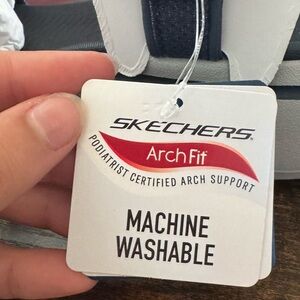 SKECHERS
Arch Fit
PODIATRIST CERTIFIED ARCH SUPPORT
MACHINE
WASHABLE